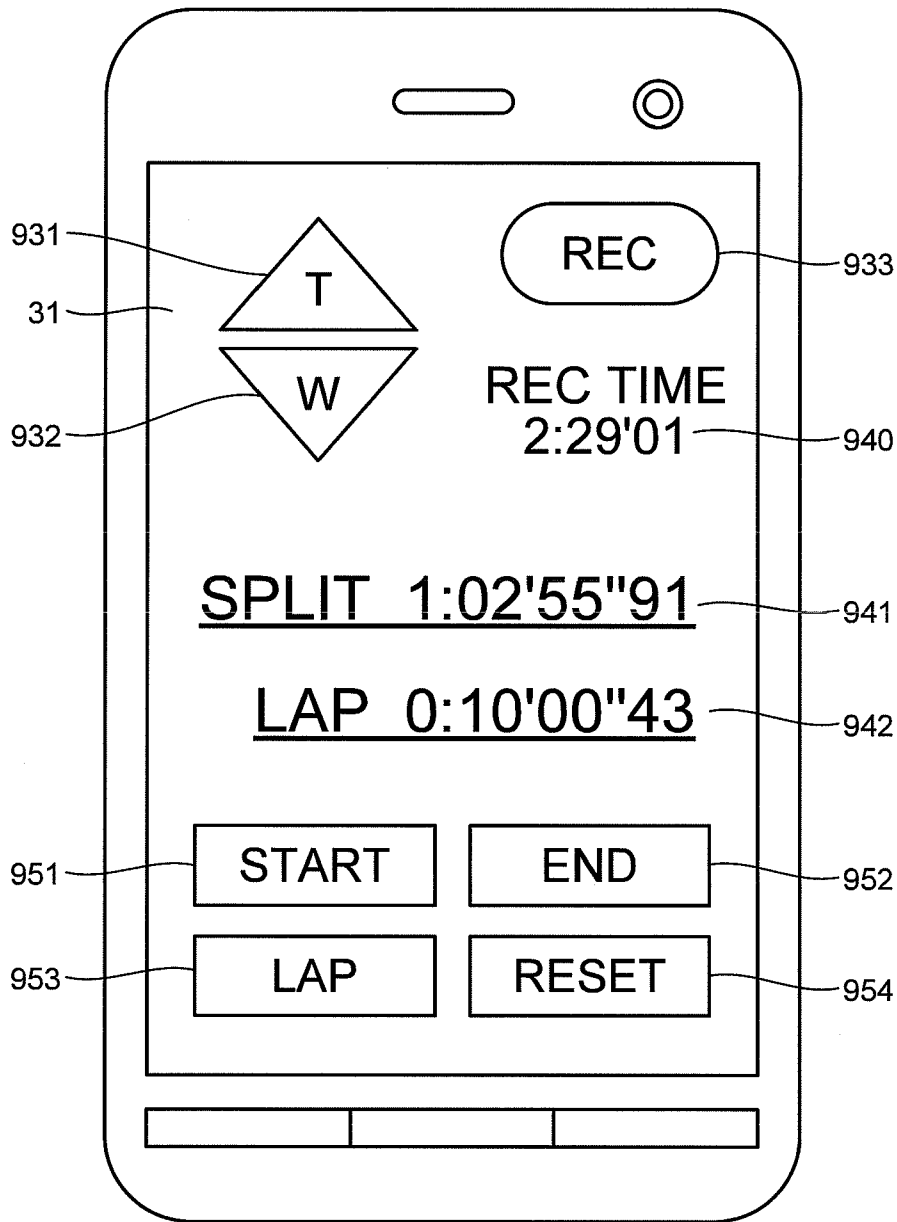 931
T
REC
933
31
W
932
REC TIME
2:29'01
940
SPLIT 1:02'55"91
941
LAP 0:10'00"43
942
951
START
END
952
953
LAP
RESET
954